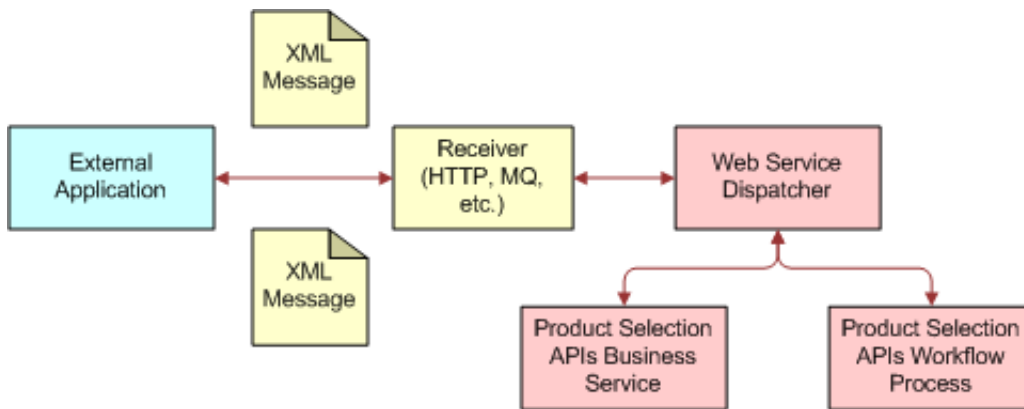 XML
Message
External
Application
Receiver
(HTTP, MQ,
etc.)
Web Service
Dispatcher
XML
Message
Product Selection
APIs Business
Service
Product Selection
APIs Workflow
Process